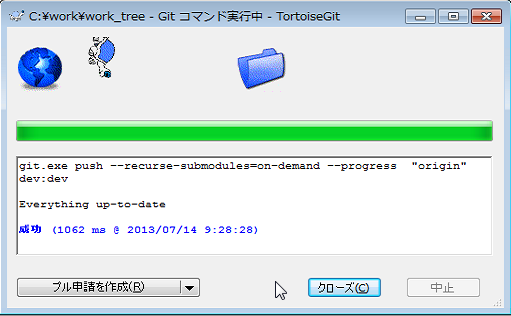 C:¥work¥work_tree - Git コマンド実行中 - TortoiseGit
git.exe push --recurse-submodules=on-demand --progress  "origin"
dev:dev
Everything up-to-date
成功 (1062 ms @ 2013/07/14 9:28:28)
プル申請を作成(R)
クローズ(C)
中止